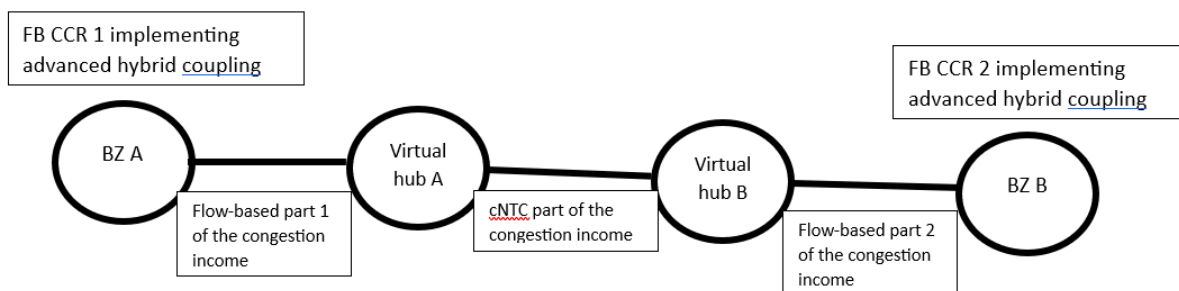 FB CCR 1 implementing
advanced hybrid coupling
FB CCR 2 implementing
advanced hybrid coupling
BZ A
Virtual
hub A
Virtual
hub B
BZ B
Flow-based part 1
of the congestion
income
cNTC part of the
congestion income
Flow-based part 2
of the congestion
income